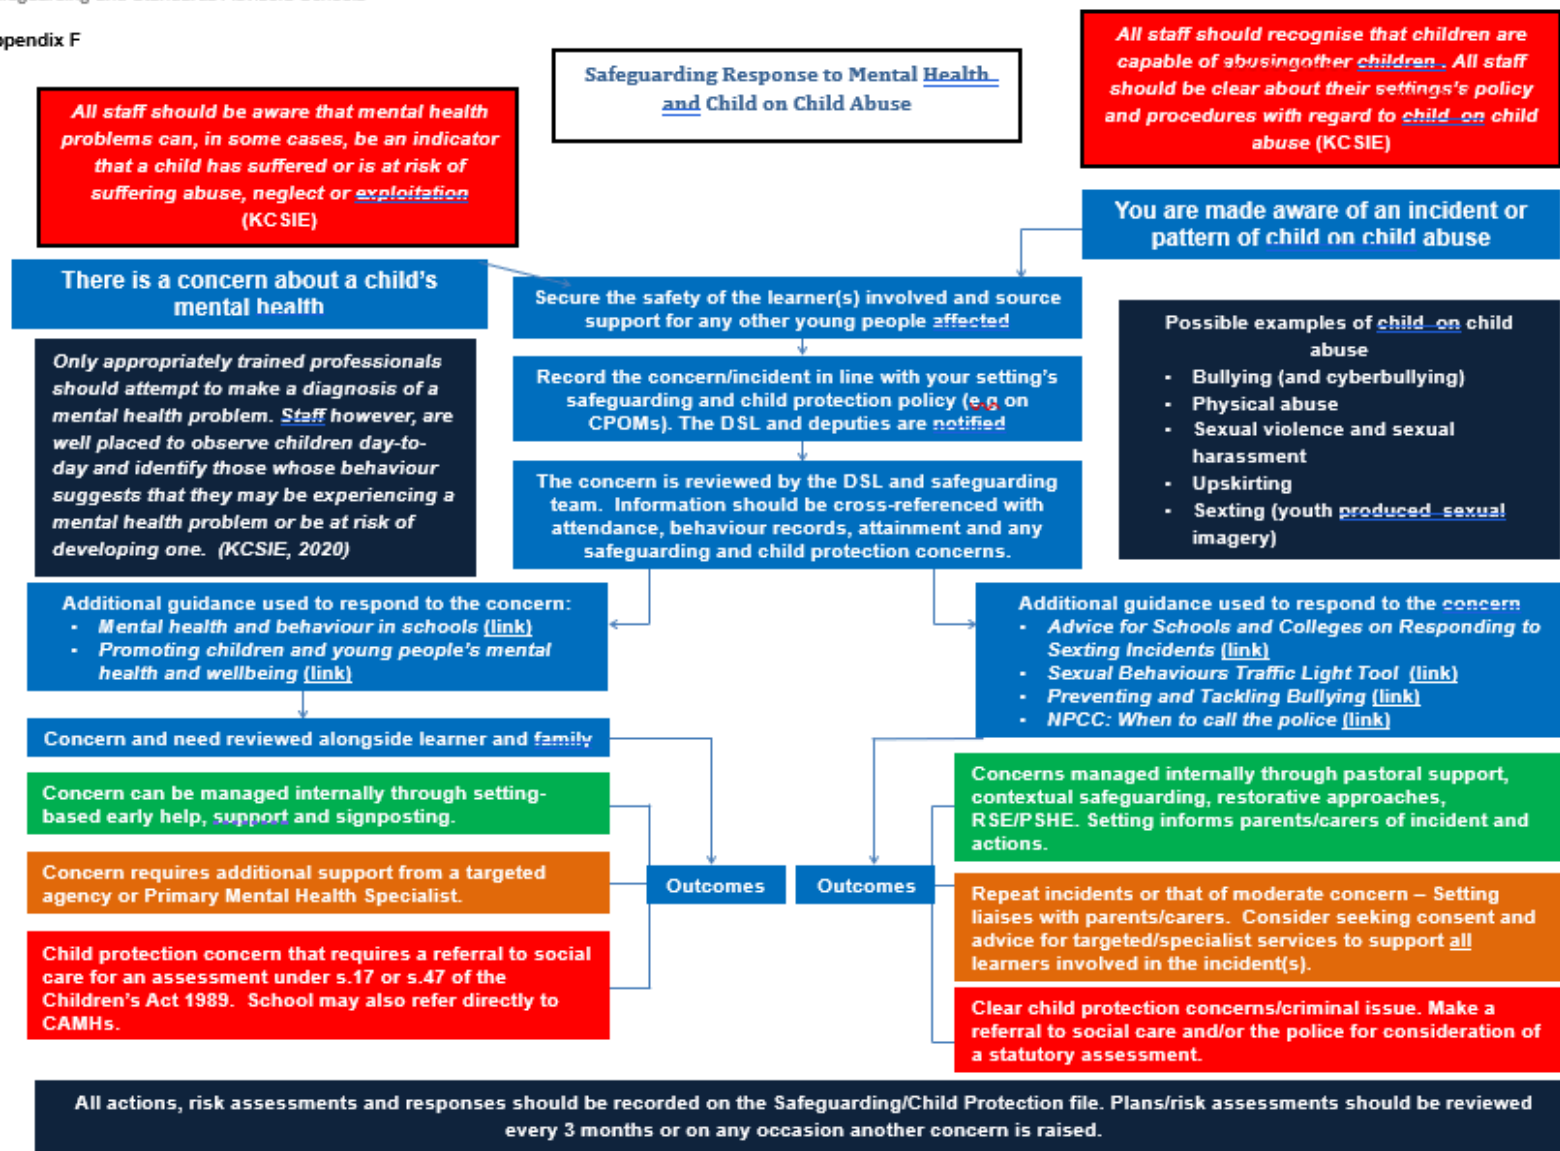 ppendix F
Safeguarding Response to Mental Health
and Child on Child Abuse
All staff should be aware that mental health
problems can, in some cases, be an indicator
that a child has suffered or is at risk of
suffering abuse, neglect or exploitation
(KCSIE)
All staff should recognise that children are
capable of abusingother children . All staff
should be clear about their settings's policy
and procedures with regard to child on child
abuse (KCSIE)
There is a concern about a child's
mental health
You are made aware of an incident or
pattern of child on child abuse
Secure the safety of the learner(s) involved and source
support for any other young people affected
Record the concern/incident in line with your setting's
safeguarding and child protection policy (e.g on
CPOMs). The DSL and deputies are notified
The concern is reviewed by the DSL and safeguarding
team. Information should be cross-referenced with
attendance, behaviour records, attainment and any
safeguarding and child protection concerns.
Only appropriately trained professionals
should attempt to make a diagnosis of a
mental health problem. Staff however, are
well placed to observe children day-to-
day and identify those whose behaviour
suggests that they may be experiencing a
mental health problem or be at risk of
developing one. (KCSIE, 2020)
Possible examples of child on child
abuse
- Bullying (and cyberbullying)
- Physical abuse
- Sexual violence and sexual
harassment
- Upskirting
- Sexting (youth produced sexual
imagery)
Additional guidance used to respond to the concern:
- Mental health and behaviour in schools (link)
- Promoting children and young people's mental
health and wellbeing (link)
Additional guidance used to respond to the concern
- Advice for Schools and Colleges on Responding to
Sexting Incidents (link)
- Sexual Behaviours Traffic Light Tool (link)
- Preventing and Tackling Bullying (link)
- NPCC: When to call the police (link)
Concern and need reviewed alongside learner and family
Concern can be managed internally through setting-
based early help, support and signposting.
Concern requires additional support from a targeted
agency or Primary Mental Health Specialist.
Child protection concern that requires a referral to social
care for an assessment under s.17 or s.47 of the
Children's Act 1989. School may also refer directly to
CAMHs.
Outcomes
Outcomes
Concerns managed internally through pastoral support,
contextual safeguarding, restorative approaches,
RSE/PSHE. Setting informs parents/carers of incident and
actions.
Repeat incidents or that of moderate concern – Setting
liaises with parents/carers. Consider seeking consent and
advice for targeted/specialist services to support all
learners involved in the incident(s).
Clear child protection concerns/criminal issue. Make a
referral to social care and/or the police for consideration of
a statutory assessment.
All actions, risk assessments and responses should be recorded on the Safeguarding/Child Protection file. Plans/risk assessments should be reviewed
every 3 months or on any occasion another concern is raised.